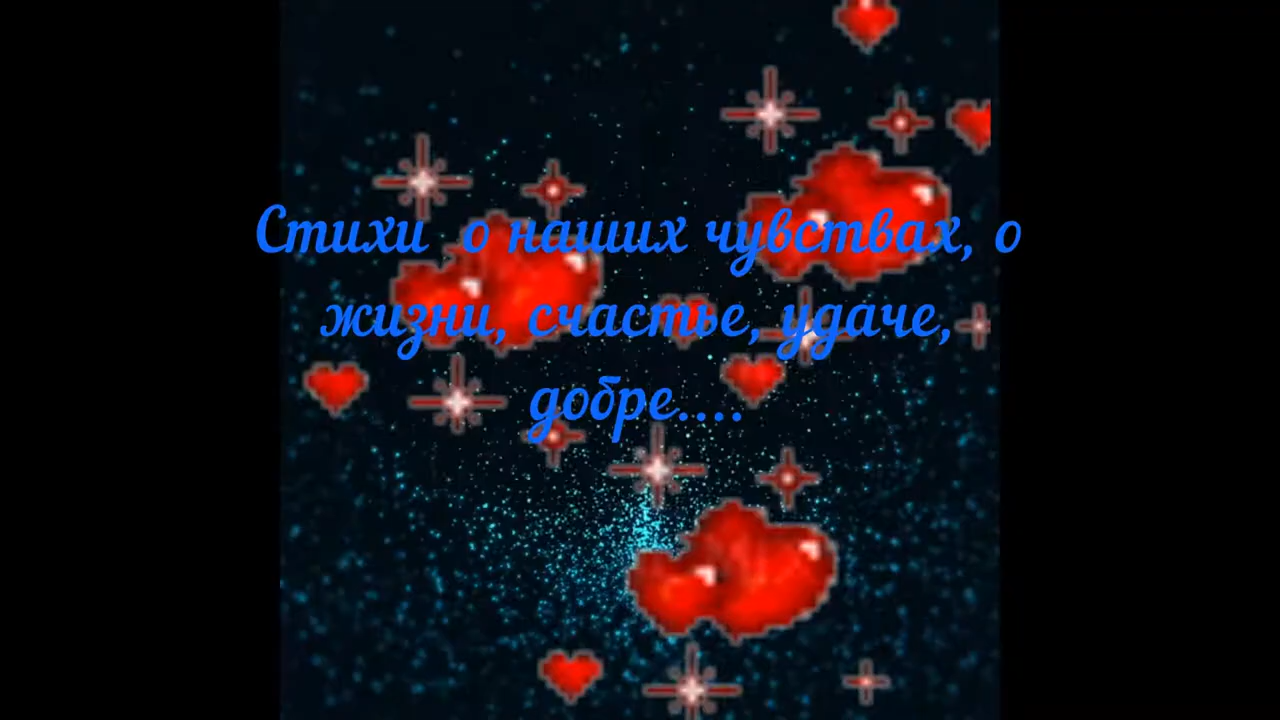 Стихи о наших чувствах, о
жизни, счастье, удаче,
добре....